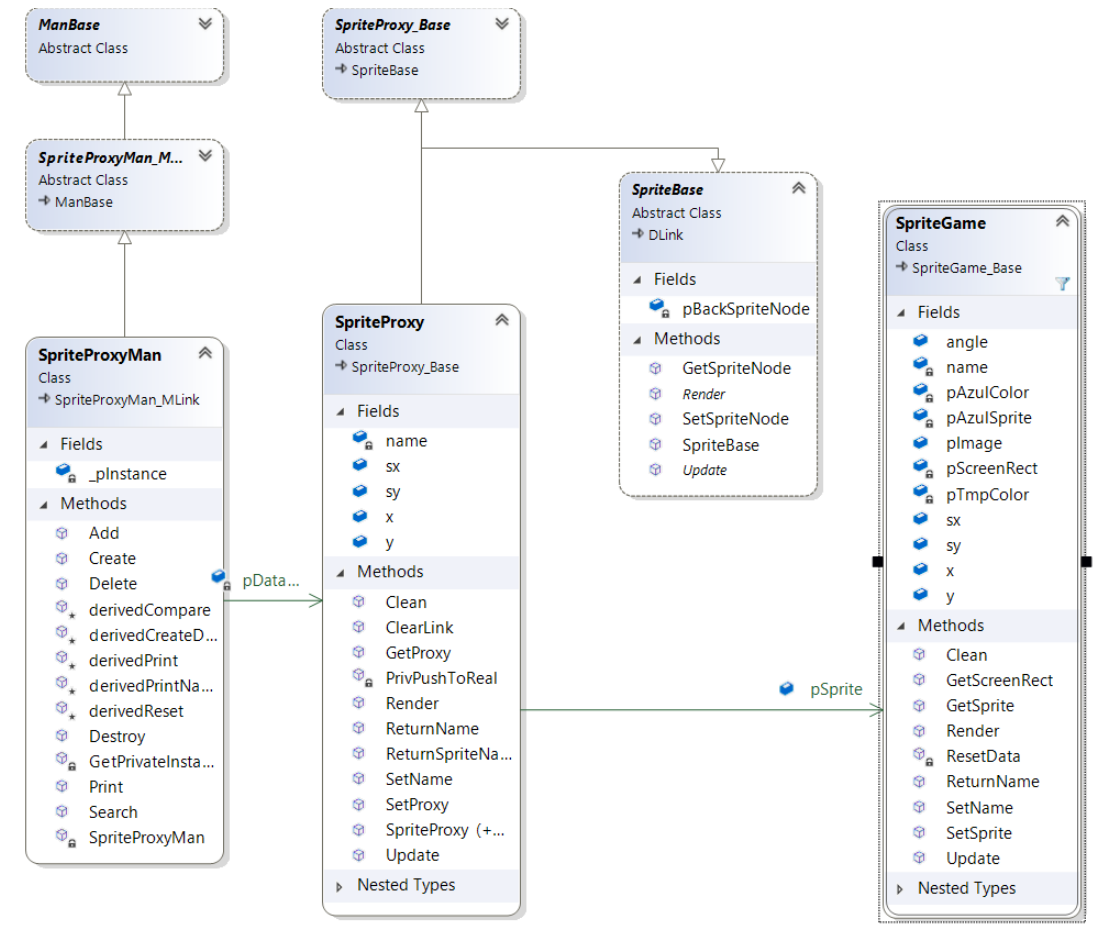 ManBase
Abstract Class
SpriteProxy_Base
Abstract Class
SpriteBase
SpriteProxyMan_M...
Abstract Class
ManBase
SpriteBase
Abstract Class
DLink
Fields
pBackSpriteNode
Methods
GetSpriteNode
Render
SetSpriteNode
SpriteBase
Update
SpriteProxyMan
Class
SpriteProxyMan_MLink
Fields
_pInstance
Methods
Add
Create
Delete
derivedCompare
derivedCreateD...
derivedPrint
derivedPrintNa...
derivedReset
Destroy
GetPrivateInsta...
Print
Search
SpriteProxyMan
pData...
SpriteProxy
Class
SpriteProxy_Base
Fields
name
sx
sy
x
y
Methods
Clean
ClearLink
GetProxy
PrivPushToReal
Render
ReturnName
ReturnSpriteNa...
SetName
SetProxy
SpriteProxy (+...
Update
Nested Types
pSprite
SpriteGame
Class
SpriteGame_Base
Fields
angle
name
pAzulColor
pAzulSprite
pImage
pScreenRect
pTmpColor
sx
sy
x
y
Methods
Clean
GetScreenRect
GetSprite
Render
ResetData
ReturnName
SetName
SetSprite
Update
Nested Types